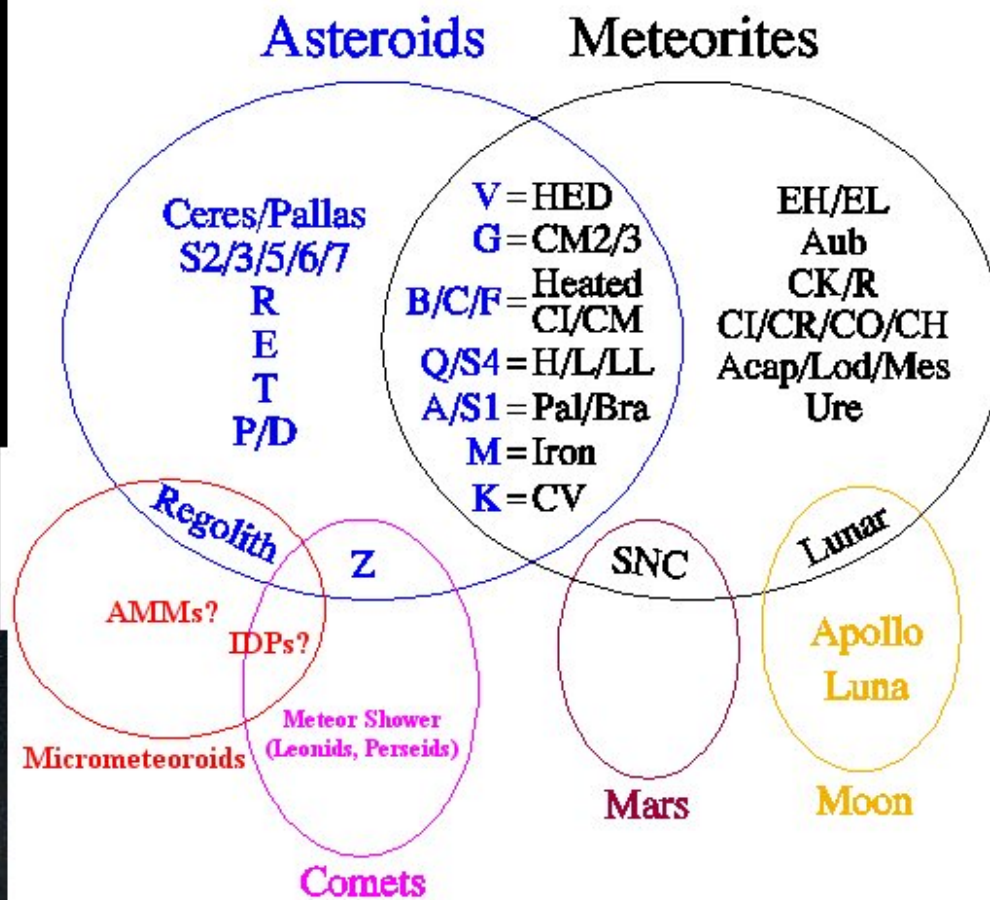 Asteroids Meteorites
Ceres/Pallas
S2/3/5/6/7
R
E
T
P/D
V = HED
G = CM2/3
B/C/F = Heated
CI/CM
Q/S4 = H/L/LL
A/S1 = Pal/Bra
M = Iron
K = CV
EH/EL
Aub
CK/R
CI/CR/CO/CH
Acap/Lod/Mes
Ure
Regolith
Z
SNC
Lunar
AMMs?
IDPs?
Meteor Shower
(Leonids, Perseids)
Apollo
Luna
Micrometeoroids
Mars
Moon
Comets